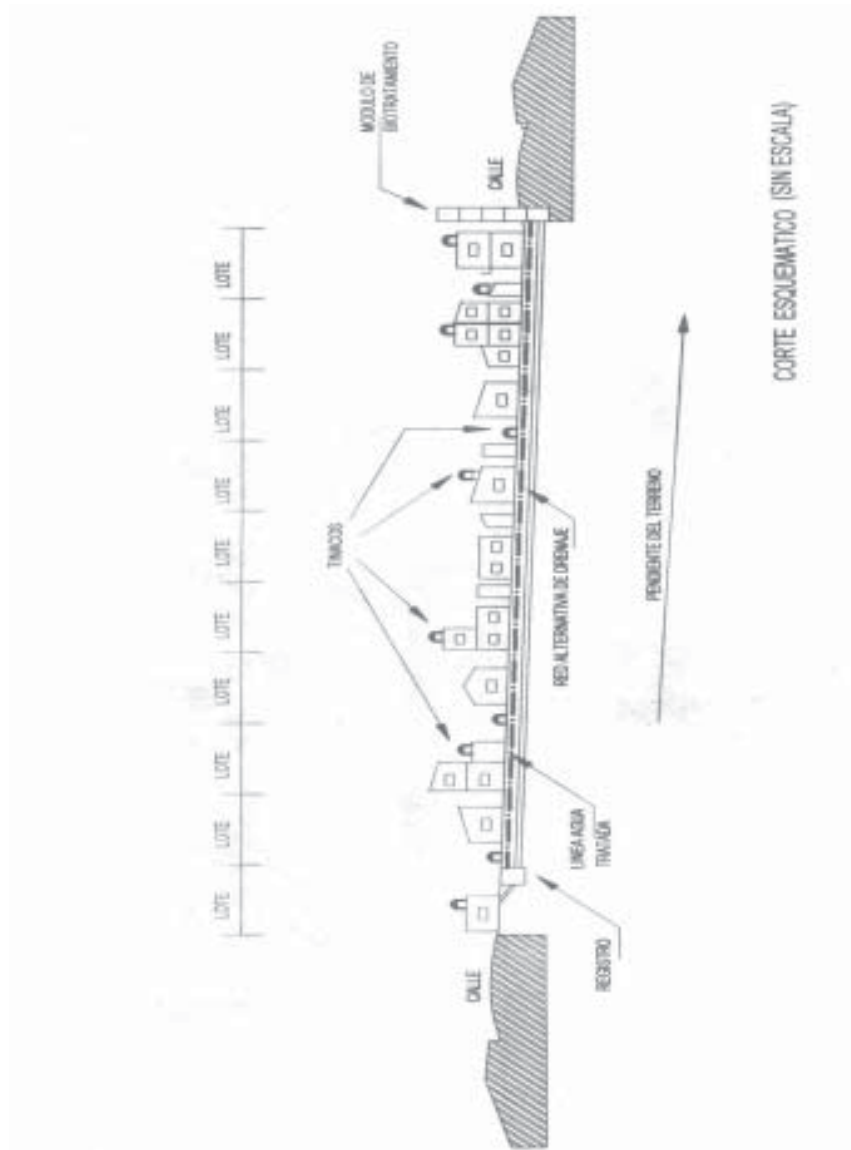 LOTE
LOTE
LOTE
LOTE
LOTE
LOTE
LOTE
LOTE
LOTE
LOTE
TINACOS
MODULO DE
BIOTRATAMIENTO
CALLE
CALLE
REGISTRO
LINEA AGUA
TRATADA
RED ALTERNATIVA DE DRENAJE
PENDIENTE DEL TERRENO
CORTE ESQUEMATICO (SIN ESCALA)